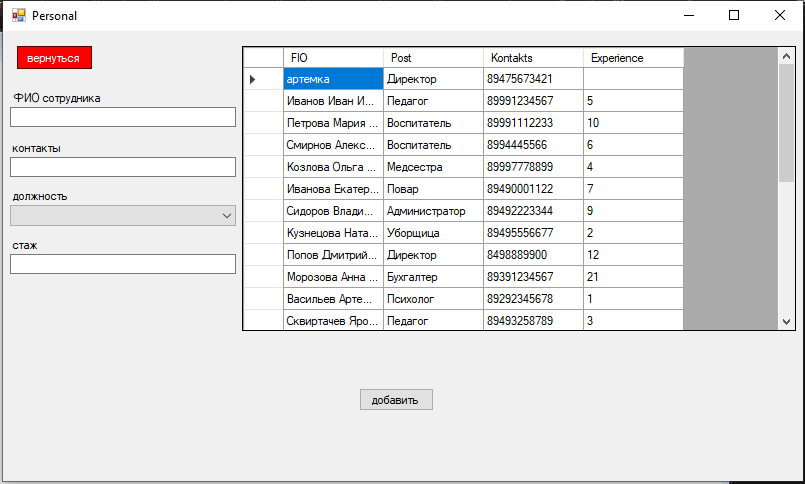 Personal
вернуться
ФИО сотрудника
контакты
должность
стаж
FIO Post Kontakts Experience
артемка Директор 89475673421
Иванов Иван И... Педагог 89991234567 5
Петрова Мария ... Воспитатель 89991112233 10
Смирнов Алекс... Воспитатель 8994445566 6
Козлова Ольга ... Медсестра 89997778899 4
Иванова Екатер... Повар 89490001122 7
Сидоров Влади... Администратор 89492223344 9
Кузнецова Ната... Уборщица 89495556677 2
Попов Дмитрий... Директор 8498889900 12
Морозова Анна ... Бухгалтер 89391234567 21
Васильев Арте... Психолог 89292345678 1
Сквиртачев Яро... Педагог 89493258789 3
добавить